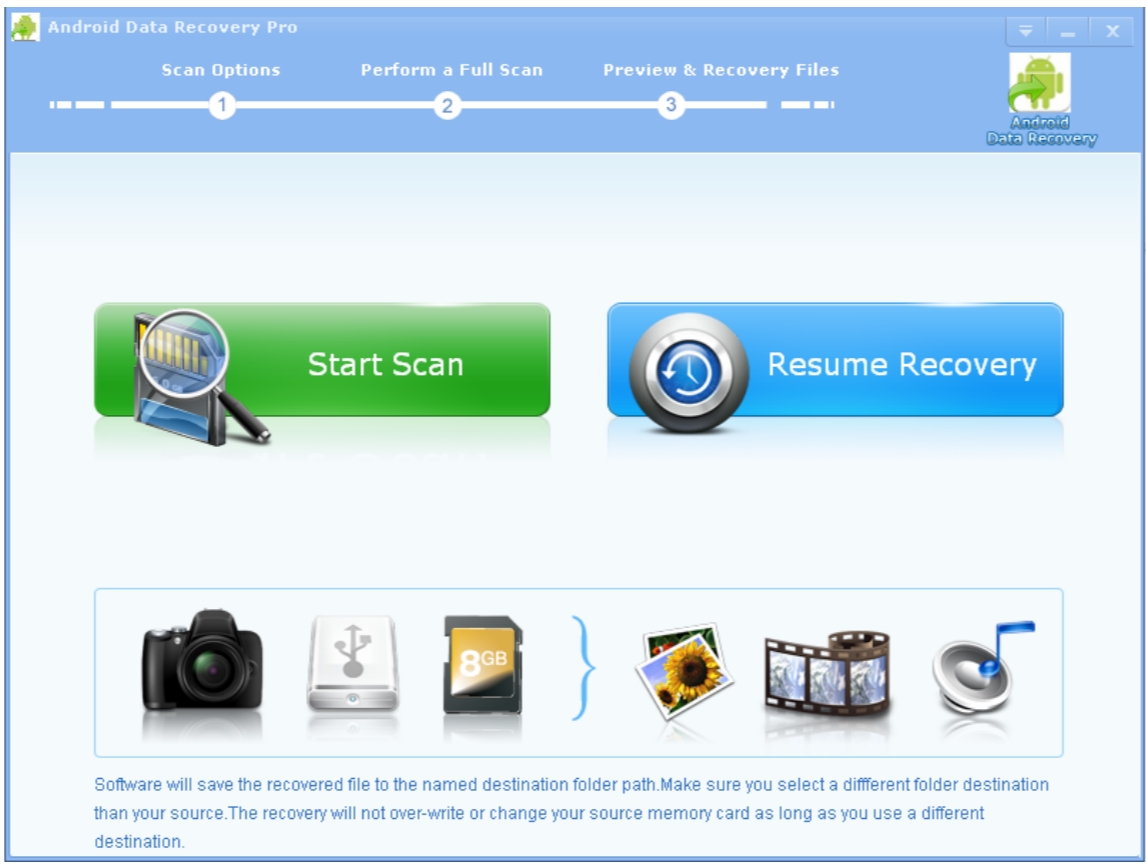 Android Data Recovery Pro
Scan Options Perform a Full Scan Preview & Recovery Files
1 2 3
Android
Data Recovery
Start Scan Resume Recovery
8GB
Software will save the recovered file to the named destination folder path.Make sure you select a diffferent folder destination
than your source.The recovery will not over-write or change your source memory card as long as you use a different
destination.